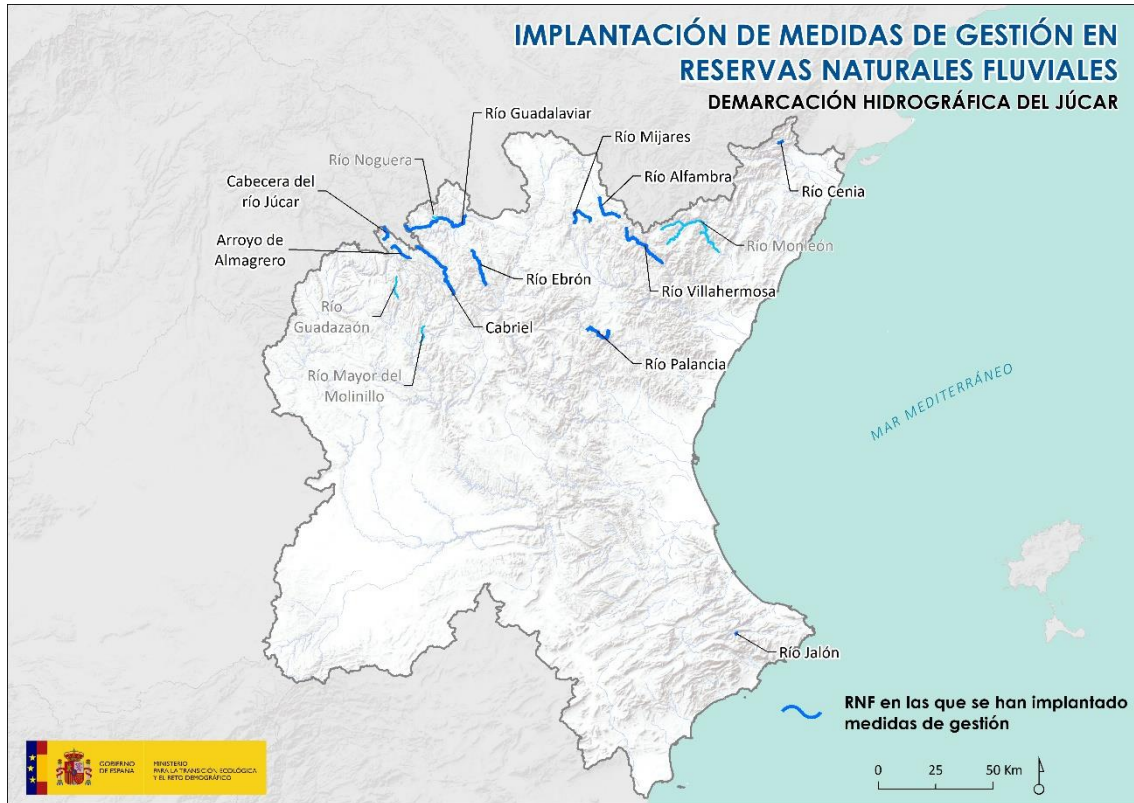 IMPLANTACIÓN DE MEDIDAS DE GESTIÓN EN
RESERVAS NATURALES FLUVIALES
DEMARCACIÓN HIDROGRÁFICA DEL JÚCAR
Río Guadalaviar
Río Mijares
Río Noguera
Río Alfambra
Cabecera del
río Júcar
Río Cenia
Arroyo de
Almagrero
Río Monleón
Río Ebrón
Río Villahermosa
Río
Guadazaón
Cabriel
Río Palancia
Río Mayor del
Molinillo
MAR MEDITERRÁNEO
Río Jalón
RNF en las que se han implantado
medidas de gestión
GOBIERNO
DE ESPAÑA
MINISTERIO
PARA LA TRANSICIÓN ECOLÓGICA
Y EL RETO DEMOGRÁFICO
0 25 50 Km